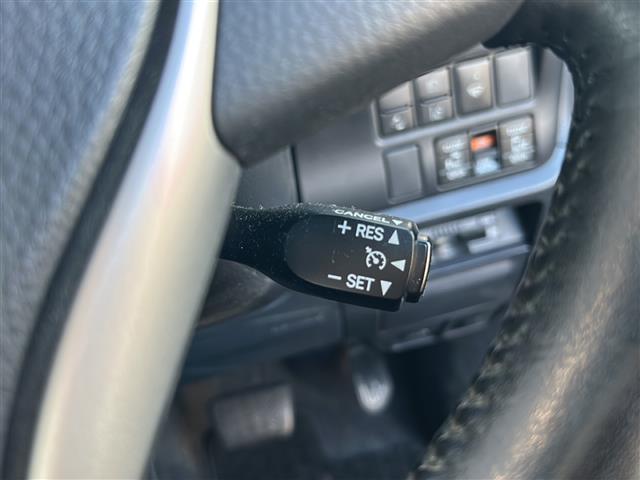 CANCEL
+ RES ▲
◀
− SET ▼